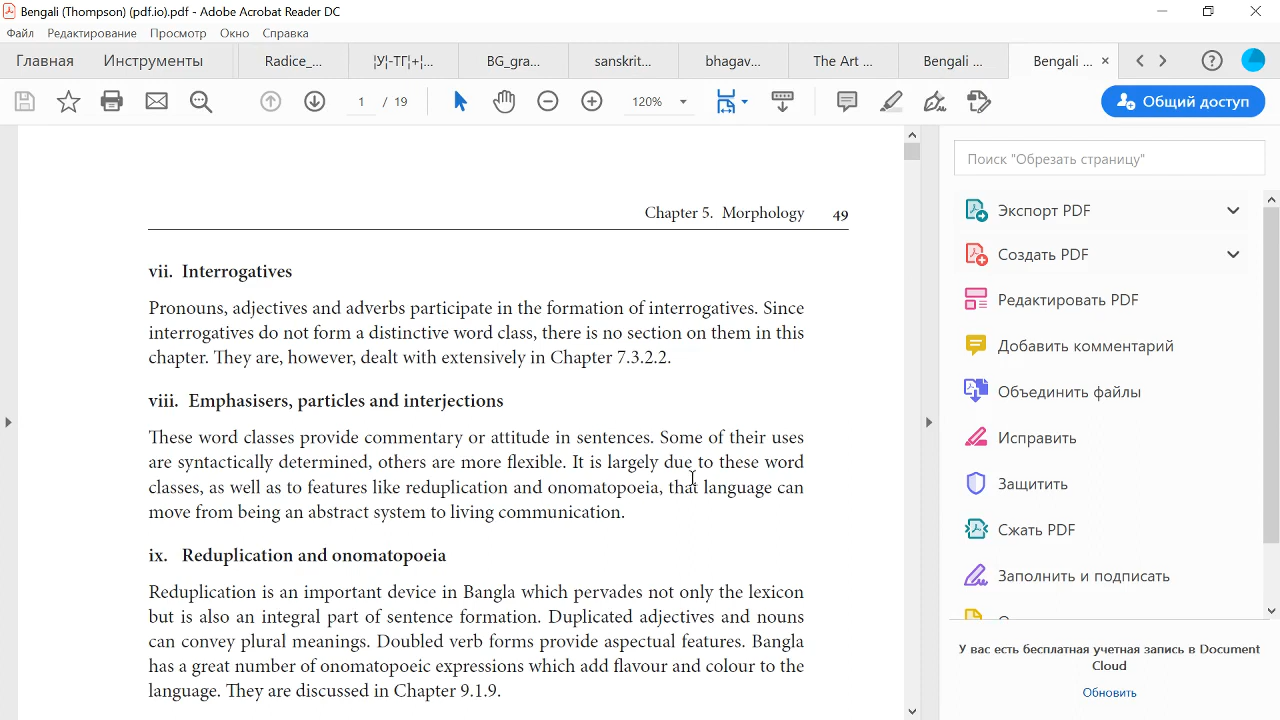 Bengali (Thompson) (pdf.io).pdf - Adobe Acrobat Reader DC
Файл Редактирование Просмотр Окно Справка
Главная Инструменты Radice_... ¦У¦-ТГ¦+¦... BG_gra... sanskrit... bhagav... The Art ... Bengali ... Bengali ... ×
1 / 19 120% Общий доступ
Chapter 5. Morphology 49
vii. Interrogatives
Pronouns, adjectives and adverbs participate in the formation of interrogatives. Since
interrogatives do not form a distinctive word class, there is no section on them in this
chapter. They are, however, dealt with extensively in Chapter 7.3.2.2.
viii. Emphasisers, particles and interjections
These word classes provide commentary or attitude in sentences. Some of their uses
are syntactically determined, others are more flexible. It is largely due to these word
classes, as well as to features like reduplication and onomatopoeia, that language can
move from being an abstract system to living communication.
ix. Reduplication and onomatopoeia
Reduplication is an important device in Bangla which pervades not only the lexicon
but is also an integral part of sentence formation. Duplicated adjectives and nouns
can convey plural meanings. Doubled verb forms provide aspectual features. Bangla
has a great number of onomatopoeic expressions which add flavour and colour to the
language. They are discussed in Chapter 9.1.9.
Поиск "Обрезать страницу"
Экспорт PDF
Создать PDF
Редактировать PDF
Добавить комментарий
Объединить файлы
Исправить
Защитить
Сжать PDF
Заполнить и подписать
У вас есть бесплатная учетная запись в Document
Cloud
Обновить